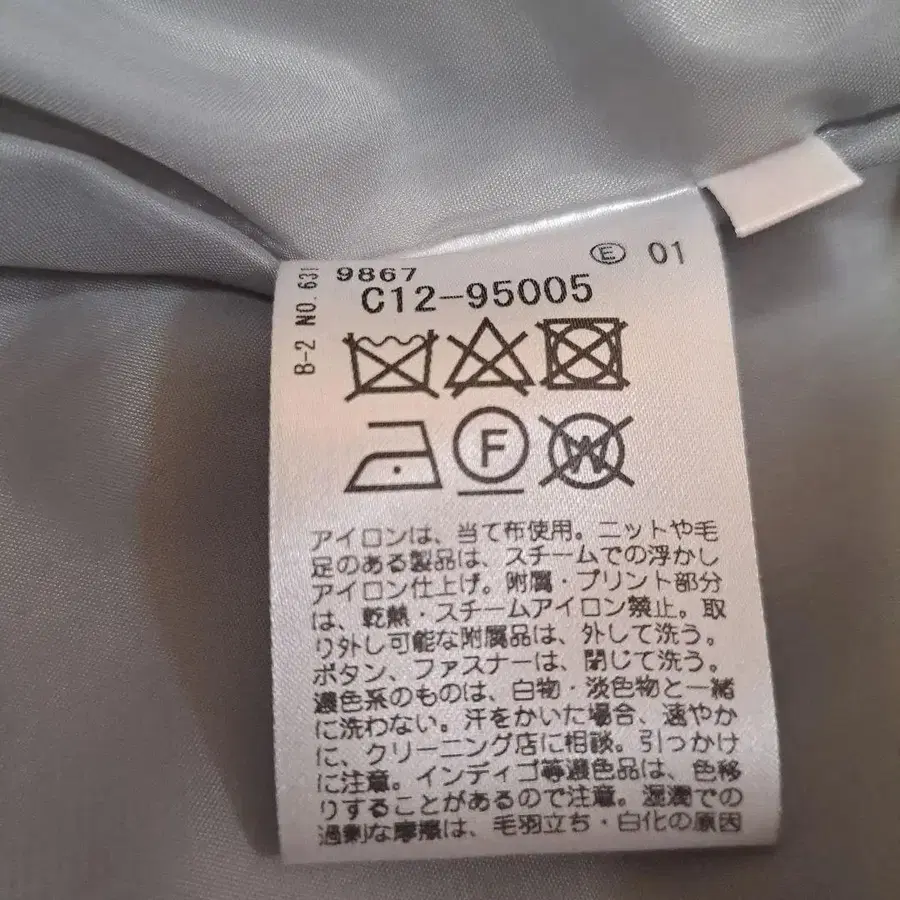 Ⓔ 01
9867
C12-95005
B-2 NO.631
F
W
アイロンは、当て布使用。ニットや毛
足のある製品は、スチームでの浮かし
アイロン仕上げ。附属・プリント部分
は、乾熱・スチームアイロン禁止。取
り外し可能な附属品は、外して洗う。
ボタン、ファスナーは、閉じて洗う。
濃色系のものは、白物・淡色物と一緒
に洗わない。汗をかいた場合、速やか
に、クリーニング店に相談。引っかけ
に注意。インディゴ等濃色品は、色移
りすることがあるので注意。湿潤での
過剰な摩擦は、毛羽立ち・白化の原因